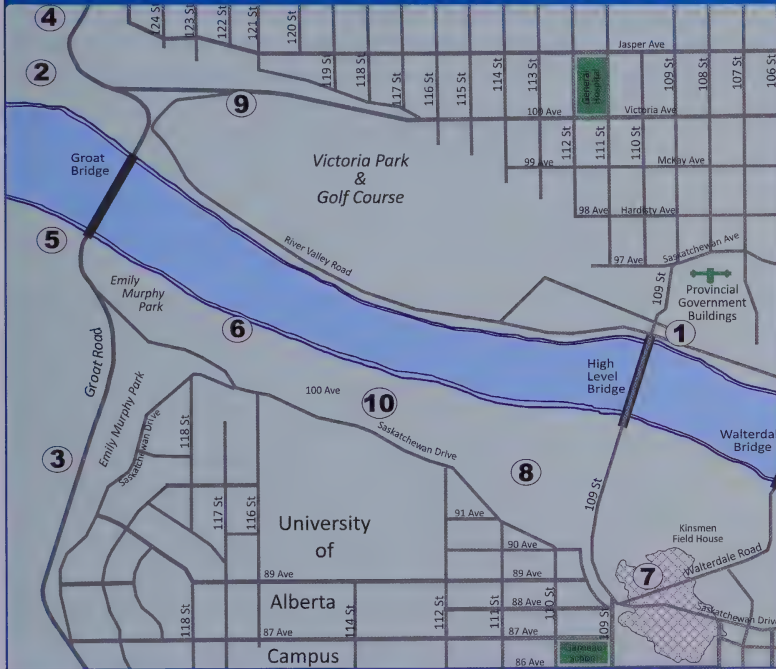 4
124 St
123 St
122 St
121 St
120 St
119 St
118 St
117 St
116 St
115 St
114 St
113 St
112 St
111 St
110 St
109 St
108 St
107 St
106 St
Jasper Ave
2
General
Hospital
9
100 Ave
Victoria Ave
Groat
Bridge
Victoria Park
&
Golf Course
99 Ave
McKay Ave
98 Ave
Hardisty Ave
5
River Valley Road
97 Ave
Saskatchewan Ave
109 St
Provincial
Government
Buildings
Emily
Murphy
Park
6
1
High
Level
Bridge
Groat Road
Emily Murphy Park
100 Ave
10
Saskatchewan Drive
Walterdale
Bridge
3
Saskatchewan Drive
118 St
8
109 St
117 St
116 St
University
of
Alberta
Campus
91 Ave
90 Ave
Kinsmen
Field House
7
Walterdale Road
89 Ave
89 Ave
88 Ave
110 St
Saskatchewan Drive
118 St
114 St
112 St
111 St
109 St
87 Ave
87 Ave
86 Ave